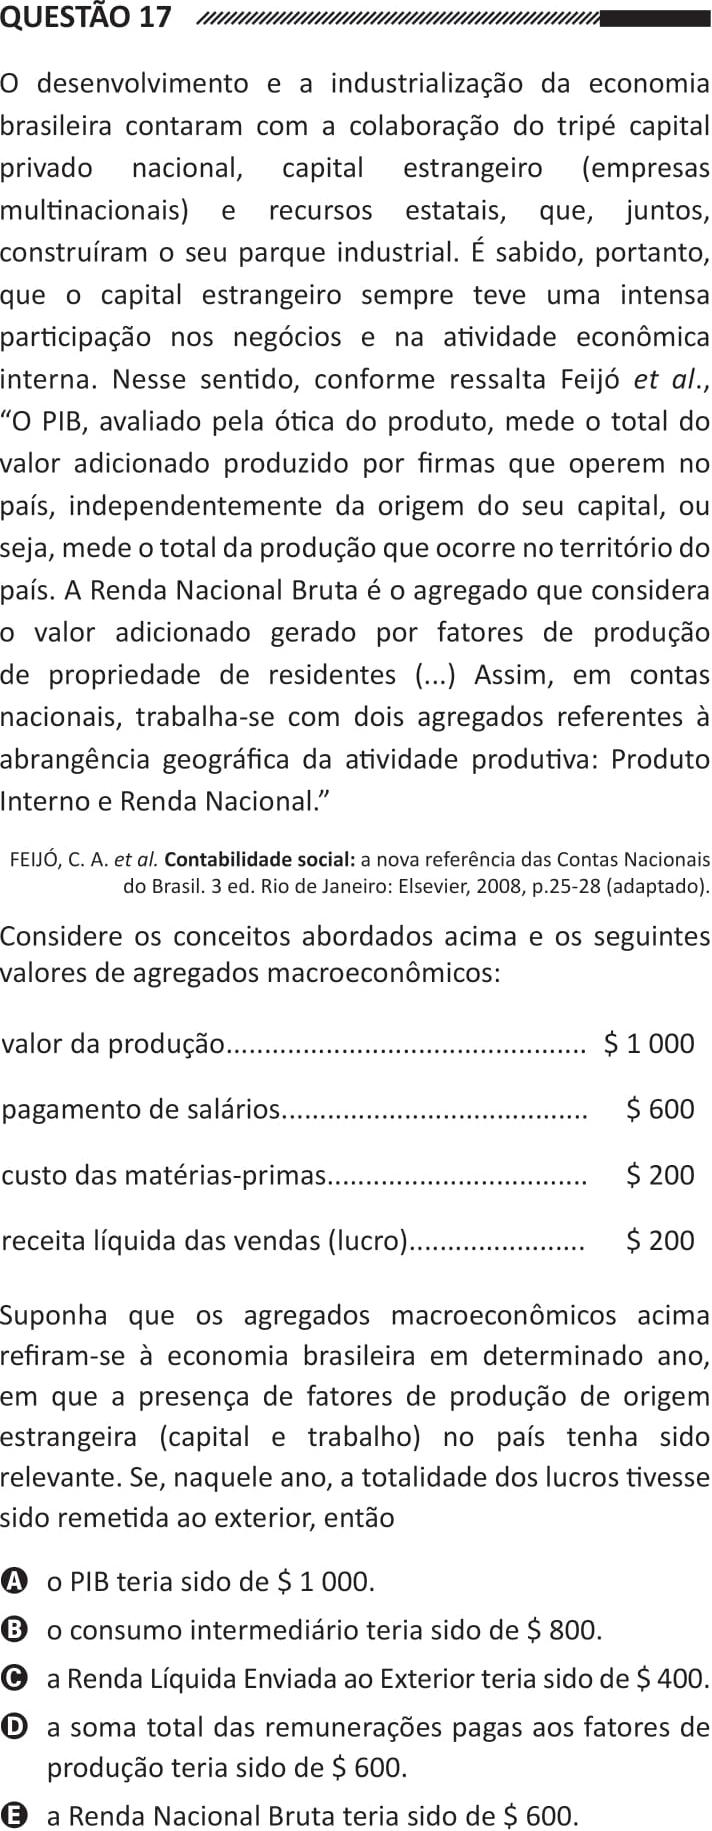 QUESTÃO 17
O desenvolvimento e a industrialização da economia
brasileira contaram com a colaboração do tripé capital
privado nacional, capital estrangeiro (empresas
multinacionais) e recursos estatais, que, juntos,
construíram o seu parque industrial. É sabido, portanto,
que o capital estrangeiro sempre teve uma intensa
participação nos negócios e na atividade econômica
interna. Nesse sentido, conforme ressalta Feijó et al.,
“O PIB, avaliado pela ótica do produto, mede o total do
valor adicionado produzido por firmas que operem no
país, independentemente da origem do seu capital, ou
seja, mede o total da produção que ocorre no território do
país. A Renda Nacional Bruta é o agregado que considera
o valor adicionado gerado por fatores de produção
de propriedade de residentes (...) Assim, em contas
nacionais, trabalha-se com dois agregados referentes à
abrangência geográfica da atividade produtiva: Produto
Interno e Renda Nacional.”
FEIJÓ, C. A. et al. Contabilidade social: a nova referência das Contas Nacionais
do Brasil. 3 ed. Rio de Janeiro: Elsevier, 2008, p.25-28 (adaptado).
Considere os conceitos abordados acima e os seguintes
valores de agregados macroeconômicos:
valor da produção............................................... $ 1 000
pagamento de salários........................................ $ 600
custo das matérias-primas.................................. $ 200
receita líquida das vendas (lucro)....................... $ 200
Suponha que os agregados macroeconômicos acima
refiram-se à economia brasileira em determinado ano,
em que a presença de fatores de produção de origem
estrangeira (capital e trabalho) no país tenha sido
relevante. Se, naquele ano, a totalidade dos lucros tivesse
sido remetida ao exterior, então
A o PIB teria sido de $ 1 000.
B o consumo intermediário teria sido de $ 800.
C a Renda Líquida Enviada ao Exterior teria sido de $ 400.
D a soma total das remunerações pagas aos fatores de
produção teria sido de $ 600.
E a Renda Nacional Bruta teria sido de $ 600.